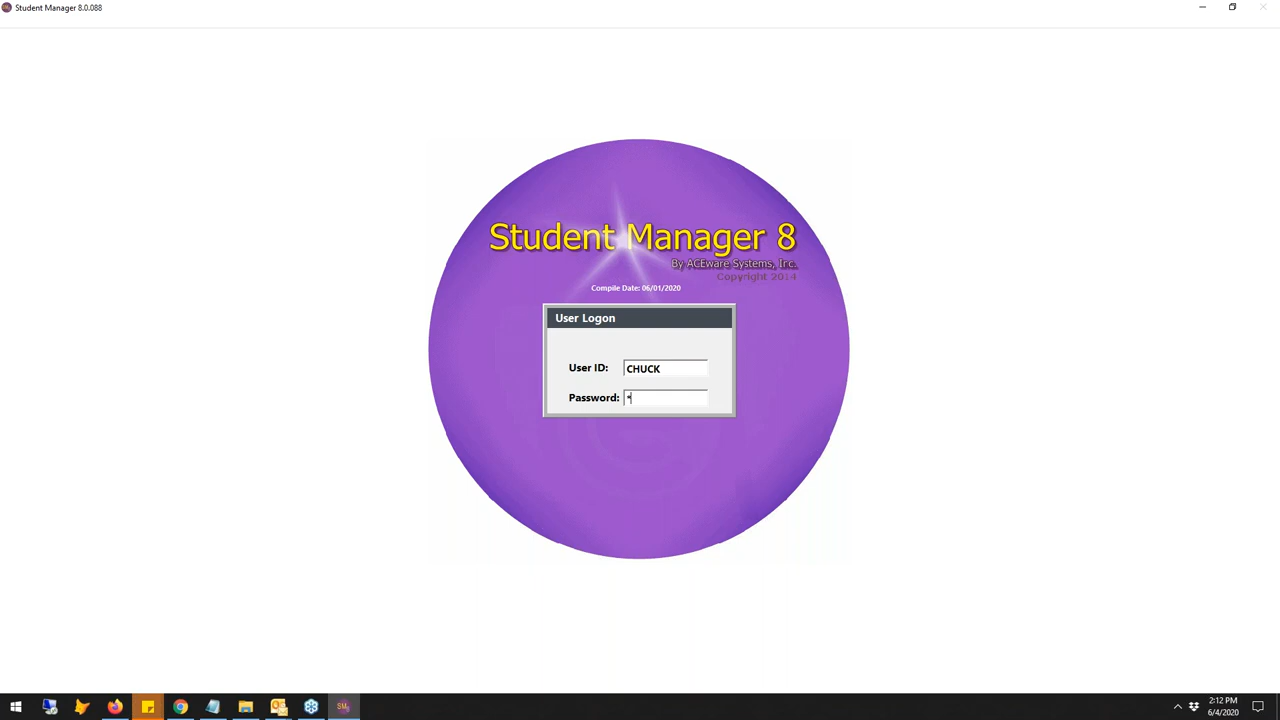 Student Manager 8.0.088
Student Manager 8
By ACEware Systems, Inc.
Copyright 2014
Compile Date: 06/01/2020
User Logon
User ID: CHUCK
Password: *
SM
2:12 PM
6/4/2020